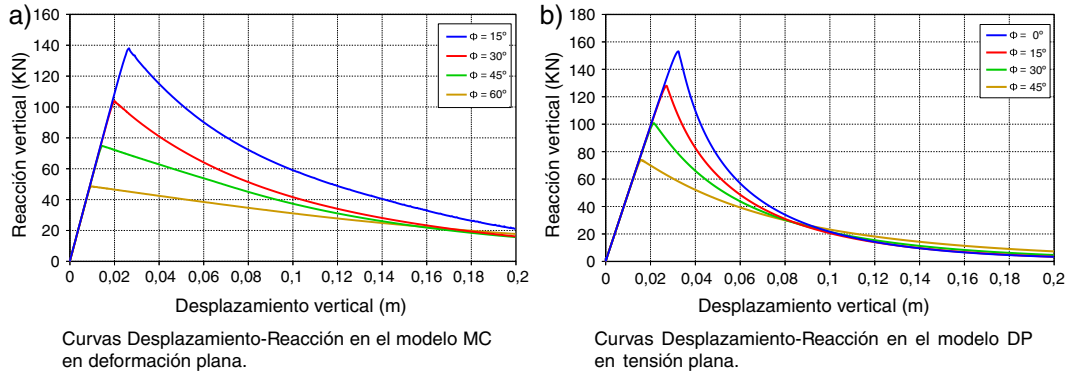 a)
Reacción vertical (KN)
160
140
120
100
80
60
40
20
0
0 0,02 0,04 0,06 0,08 0,1 0,12 0,14 0,16 0,18 0,2
Desplazamiento vertical (m)
Φ = 15º
Φ = 30º
Φ = 45º
Φ = 60º
Curvas Desplazamiento-Reacción en el modelo MC
en deformación plana.
b)
Reacción vertical (KN)
180
160
140
120
100
80
60
40
20
0
0 0,02 0,04 0,06 0,08 0,1 0,12 0,14 0,16 0,18 0,2
Desplazamiento vertical (m)
Φ = 0º
Φ = 15º
Φ = 30º
Φ = 45º
Curvas Desplazamiento-Reacción en el modelo DP
en tensión plana.